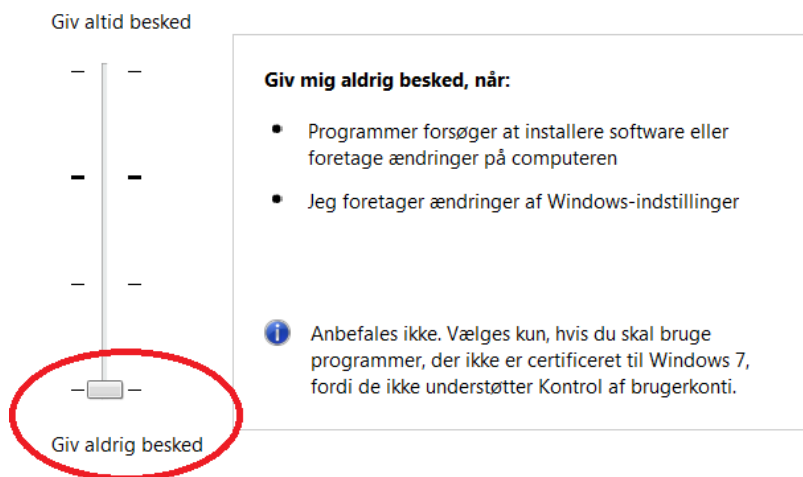 Giv altid besked
Giv mig aldrig besked, når:
Programmer forsøger at installere software eller
foretage ændringer på computeren
Jeg foretager ændringer af Windows-indstillinger
Anbefales ikke. Vælges kun, hvis du skal bruge
programmer, der ikke er certificeret til Windows 7,
fordi de ikke understøtter Kontrol af brugerkonti.
Giv aldrig besked